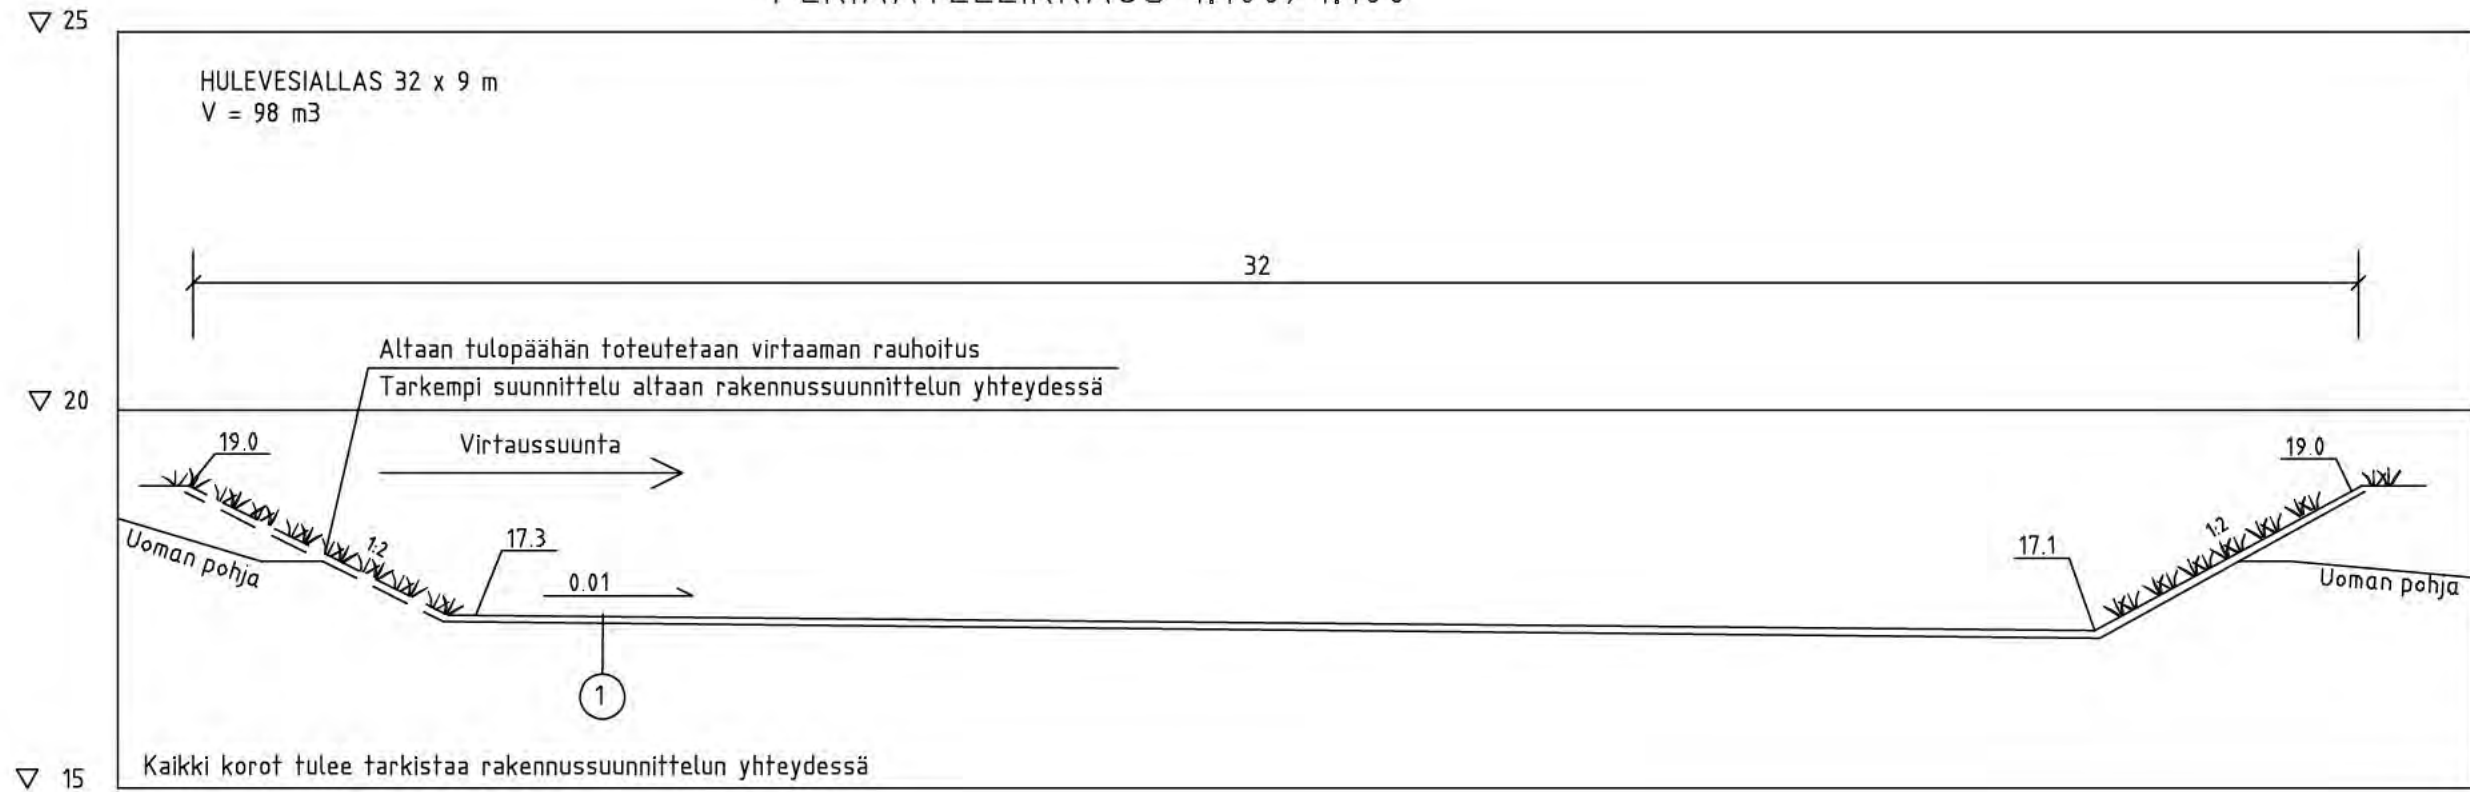 ▽ 25
HULEVESIALLAS 32 x 9 m
V = 98 m3
32
Altaan tulopäähän toteutetaan virtaaman rauhoitus
Tarkempi suunnittelu altaan rakennussuunnittelun yhteydessä
▽ 20
19.0
Virtaussuunta
19.0
Uoman pohja
1:2
17.3
0.01
17.1
1:2
Uoman pohja
1
Kaikki korot tulee tarkistaa rakennussuunnittelun yhteydessä
▽ 15